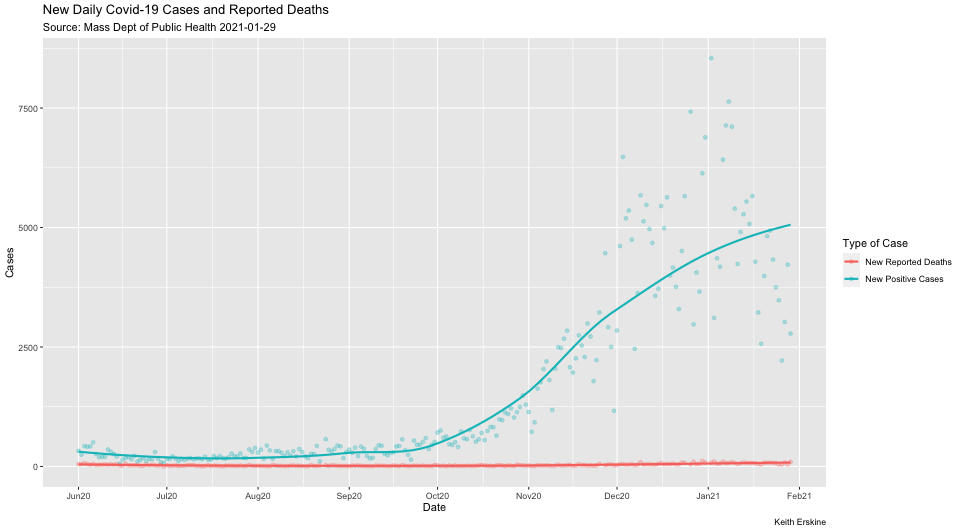 New Daily Covid-19 Cases and Reported Deaths
Source: Mass Dept of Public Health 2021-01-29
7500
5000
2500
0
Cases
Jun20 Jul20 Aug20 Sep20 Oct20 Nov20 Dec20 Jan21 Feb21
Date
Type of Case
New Reported Deaths
New Positive Cases
Keith Erskine